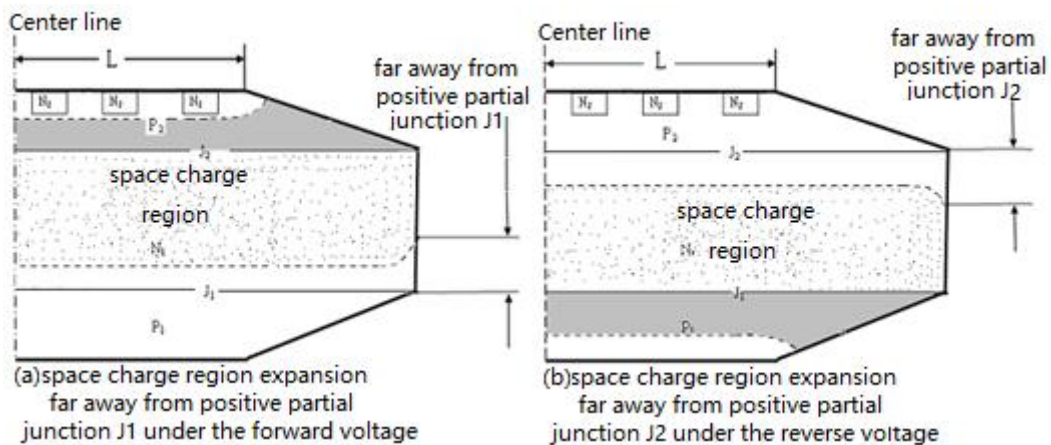 Center line
L
far away from
positive partial
junction J1
N₂ N₂ N₂
P₂
J₂
space charge
region
N₁
J₁
P₁
(a)space charge region expansion
far away from positive partial
junction J1 under the forward voltage
Center line
L
far away from
positive partial
junction J2
N₂ N₂ N₂
P₂
J₂
space charge
region
J₁
P₁
(b)space charge region expansion
far away from positive partial
junction J2 under the reverse voltage